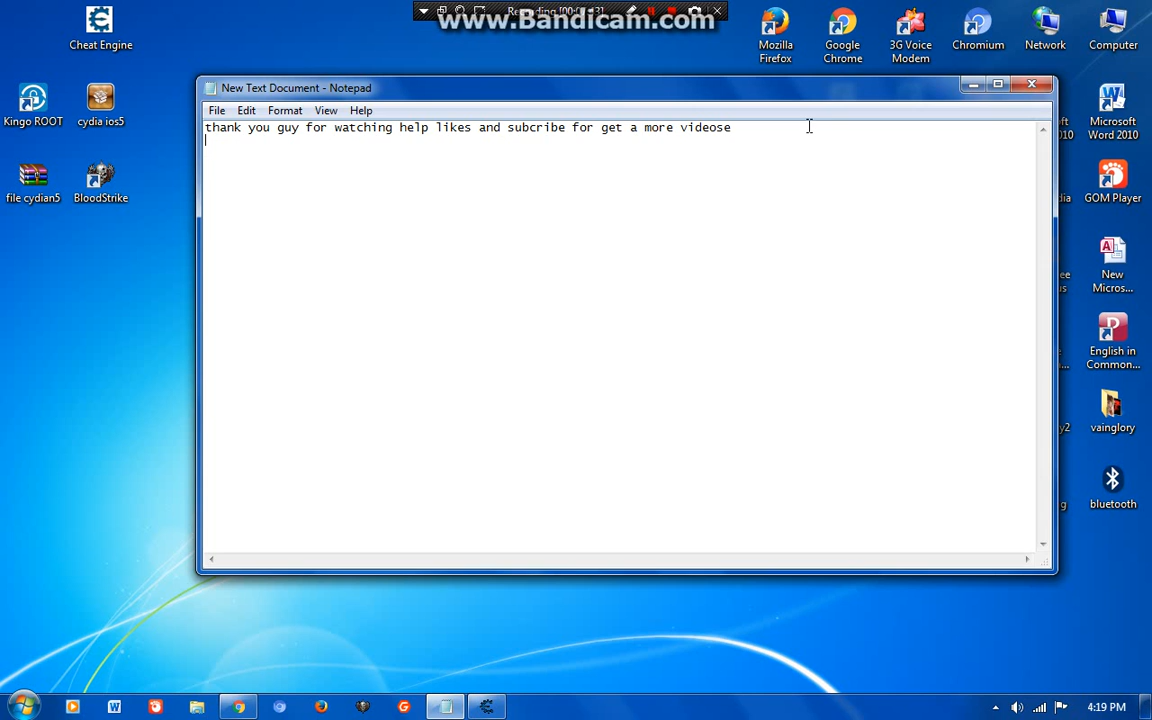 www.Bandicam.com
Cheat Engine
Kingo ROOT
cydia ios5
file cydian5
BloodStrike
Mozilla
Firefox
Google
Chrome
3G Voice
Modem
Chromium
Network
Computer
New Text Document - Notepad
File Edit Format View Help
thank you guy for watching help likes and subcribe for get a more videose
Microsoft
Word 2010
GOM Player
New
Micros...
English in
Common...
vainglory
bluetooth
4:19 PM